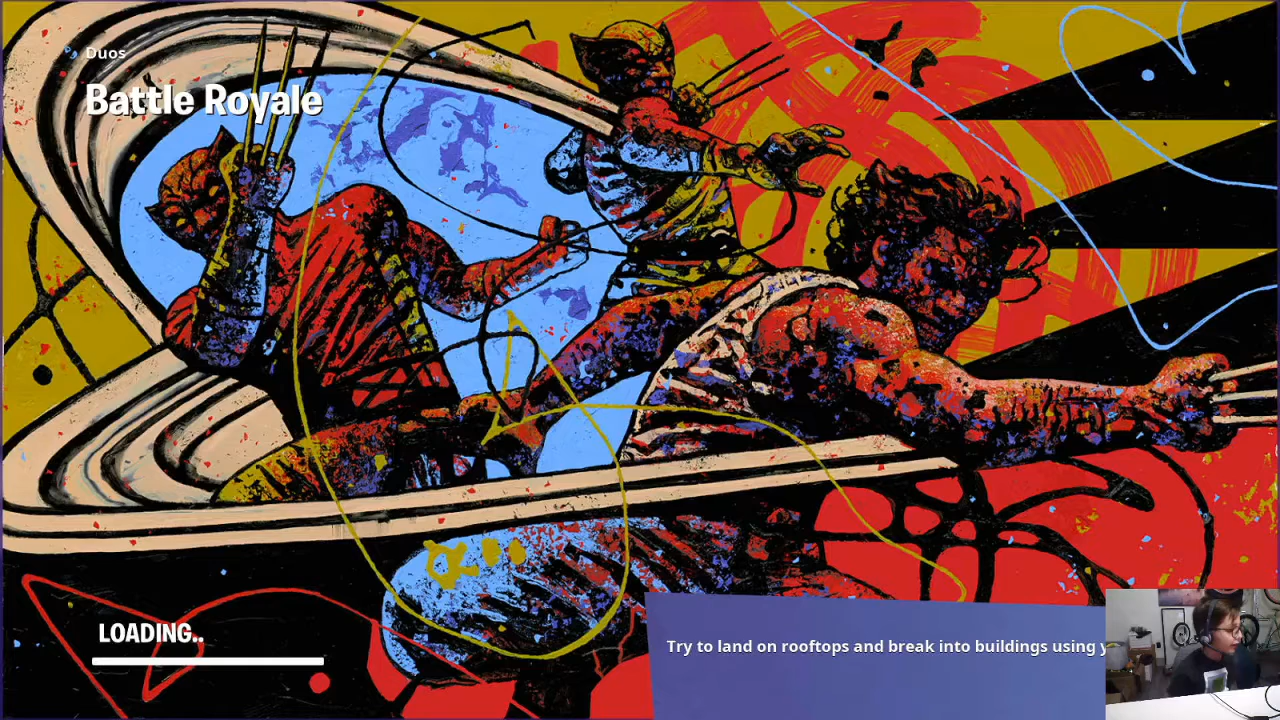 Duos
Battle Royale
LOADING..
Try to land on rooftops and break into buildings using